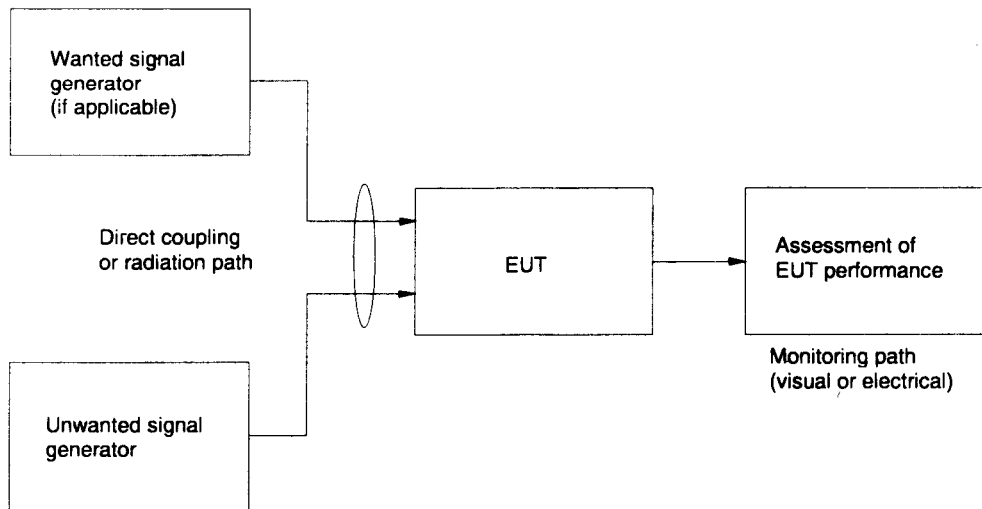 Wanted signal
generator
(if applicable)
Direct coupling
or radiation path
EUT
Assessment of
EUT performance
Monitoring path
(visual or electrical)
Unwanted signal
generator